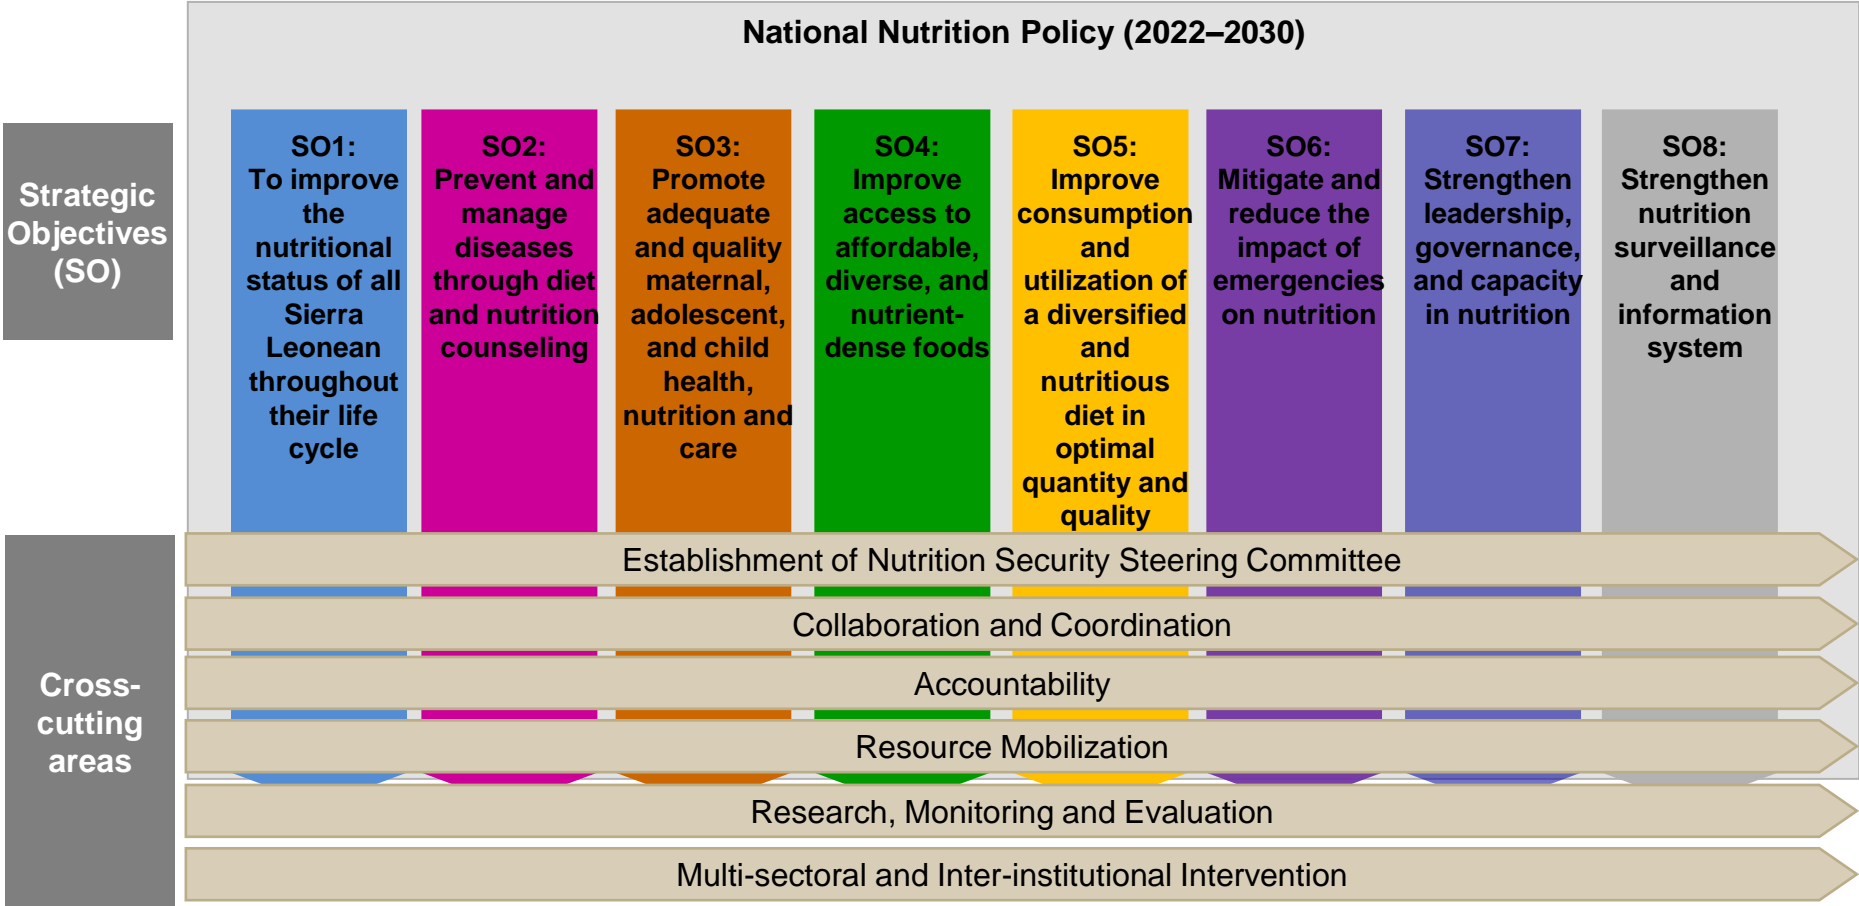 National Nutrition Policy (2022–2030)
Strategic
Objectives
(SO)
SO1:
To improve
the
nutritional
status of all
Sierra
Leonean
throughout
their life
cycle
SO2:
Prevent and
manage
diseases
through diet
and nutrition
counseling
SO3:
Promote
adequate
and quality
maternal,
adolescent,
and child
health,
nutrition and
care
SO4:
Improve
access to
affordable,
diverse, and
nutrient-
dense foods
SO5:
Improve
consumption
and
utilization of
a diversified
and
nutritious
diet in
optimal
quantity and
quality
SO6:
Mitigate and
reduce the
impact of
emergencies
on nutrition
SO7:
Strengthen
leadership,
governance,
and capacity
in nutrition
SO8:
Strengthen
nutrition
surveillance
and
information
system
Cross-
cutting
areas
Establishment of Nutrition Security Steering Committee
Collaboration and Coordination
Accountability
Resource Mobilization
Research, Monitoring and Evaluation
Multi-sectoral and Inter-institutional Intervention